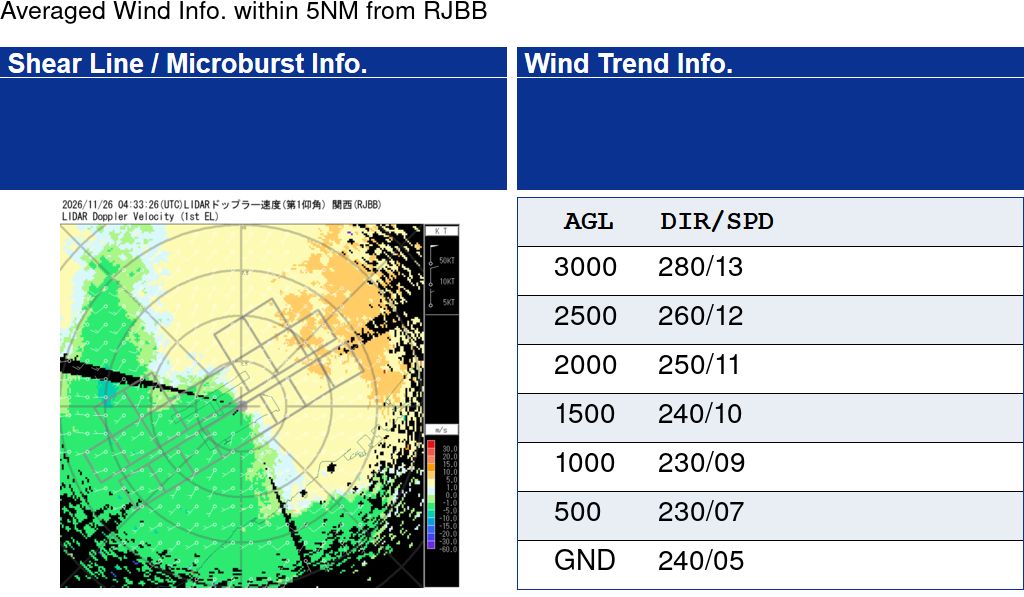 Averaged Wind Info. within 5NM from RJBB
Shear Line / Microburst Info.
Wind Trend Info.
2026/11/26 04:33:26(UTC)LIDARドップラー速度(第1仰角) 関西(RJBB)
LIDAR Doppler Velocity (1st EL)
K T
50KT
10KT
5KT
m/s
30.0
20.0
15.0
10.0
5.0
1.0
0.0
-1.0
-5.0
-10.0
-15.0
-20.0
-30.0
-60.0
AGL DIR/SPD
3000 280/13
2500 260/12
2000 250/11
1500 240/10
1000 230/09
500 230/07
GND 240/05